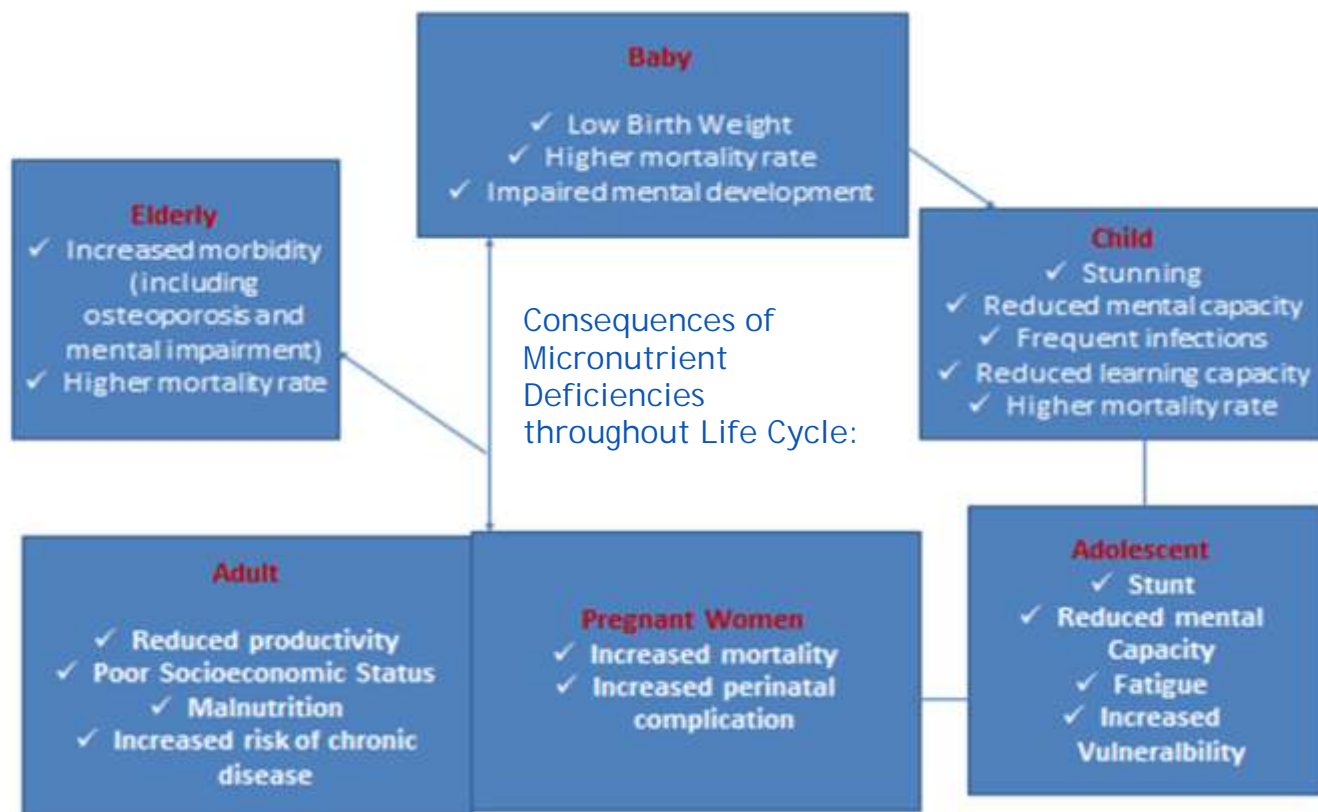 Baby
✓ Low Birth Weight
✓ Higher mortality rate
✓ Impaired mental development
Elderly
✓ Increased morbidity
(including
osteoporosis and
mental impairment)
✓ Higher mortality rate
Consequences of
Micronutrient
Deficiencies
throughout Life Cycle:
Child
✓ Stunning
✓ Reduced mental capacity
✓ Frequent infections
✓ Reduced learning capacity
✓ Higher mortality rate
Adult
✓ Reduced productivity
✓ Poor Socioeconomic Status
✓ Malnutrition
✓ Increased risk of chronic
disease
Pregnant Women
✓ Increased mortality
✓ Increased perinatal
complication
Adolescent
✓ Stunt
✓ Reduced mental
Capacity
✓ Fatigue
✓ Increased
Vulneralbility